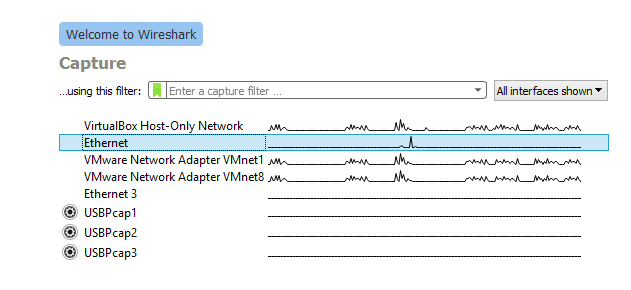 Welcome to Wireshark
Capture
...using this filter: Enter a capture filter ... All interfaces shown
VirtualBox Host-Only Network
Ethernet
VMware Network Adapter VMnet1
VMware Network Adapter VMnet8
Ethernet 3
USBPcap1
USBPcap2
USBPcap3